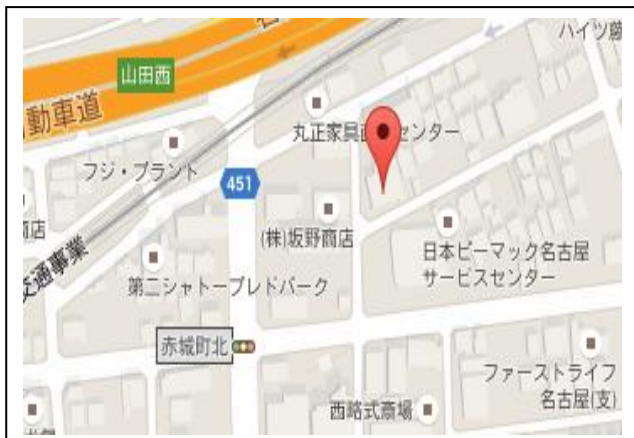 ハイツ藤
山田西
動車道
丸正家具
センター
フジ・プラント
451
商店
(株)坂野商店
日本ピーマック名古屋
サービスセンター
交通事業
第二シャトーブレドパーク
赤城町北
ファーストライフ
名古屋(支)
西略式斎場